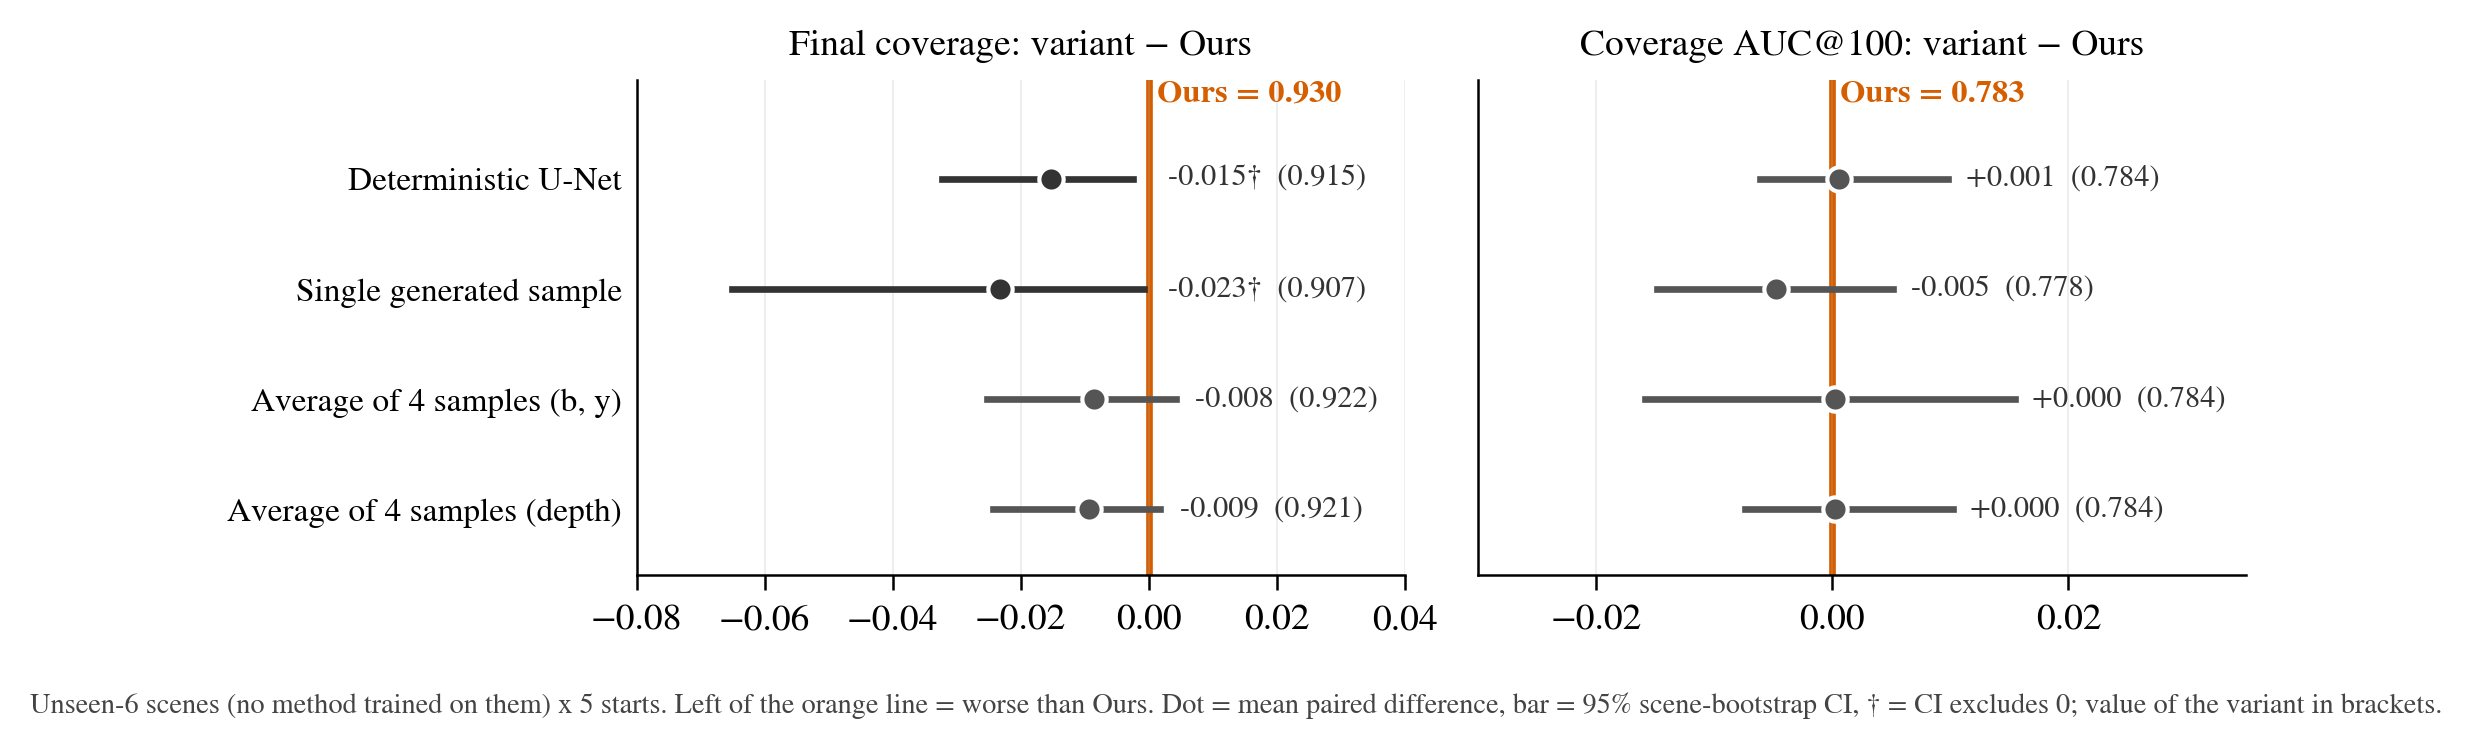 Final coverage: variant − Ours
Coverage AUC@100: variant − Ours
Ours = 0.930
Ours = 0.783
Deterministic U-Net
-0.015† (0.915)
+0.001 (0.784)
Single generated sample
-0.023† (0.907)
-0.005 (0.778)
Average of 4 samples (b, y)
-0.008 (0.922)
+0.000 (0.784)
Average of 4 samples (depth)
-0.009 (0.921)
+0.000 (0.784)
−0.08 −0.06 −0.04 −0.02 0.00 0.02 0.04
−0.02 0.00 0.02
Unseen-6 scenes (no method trained on them) x 5 starts. Left of the orange line = worse than Ours. Dot = mean paired difference, bar = 95% scene-bootstrap CI, † = CI excludes 0; value of the variant in brackets.